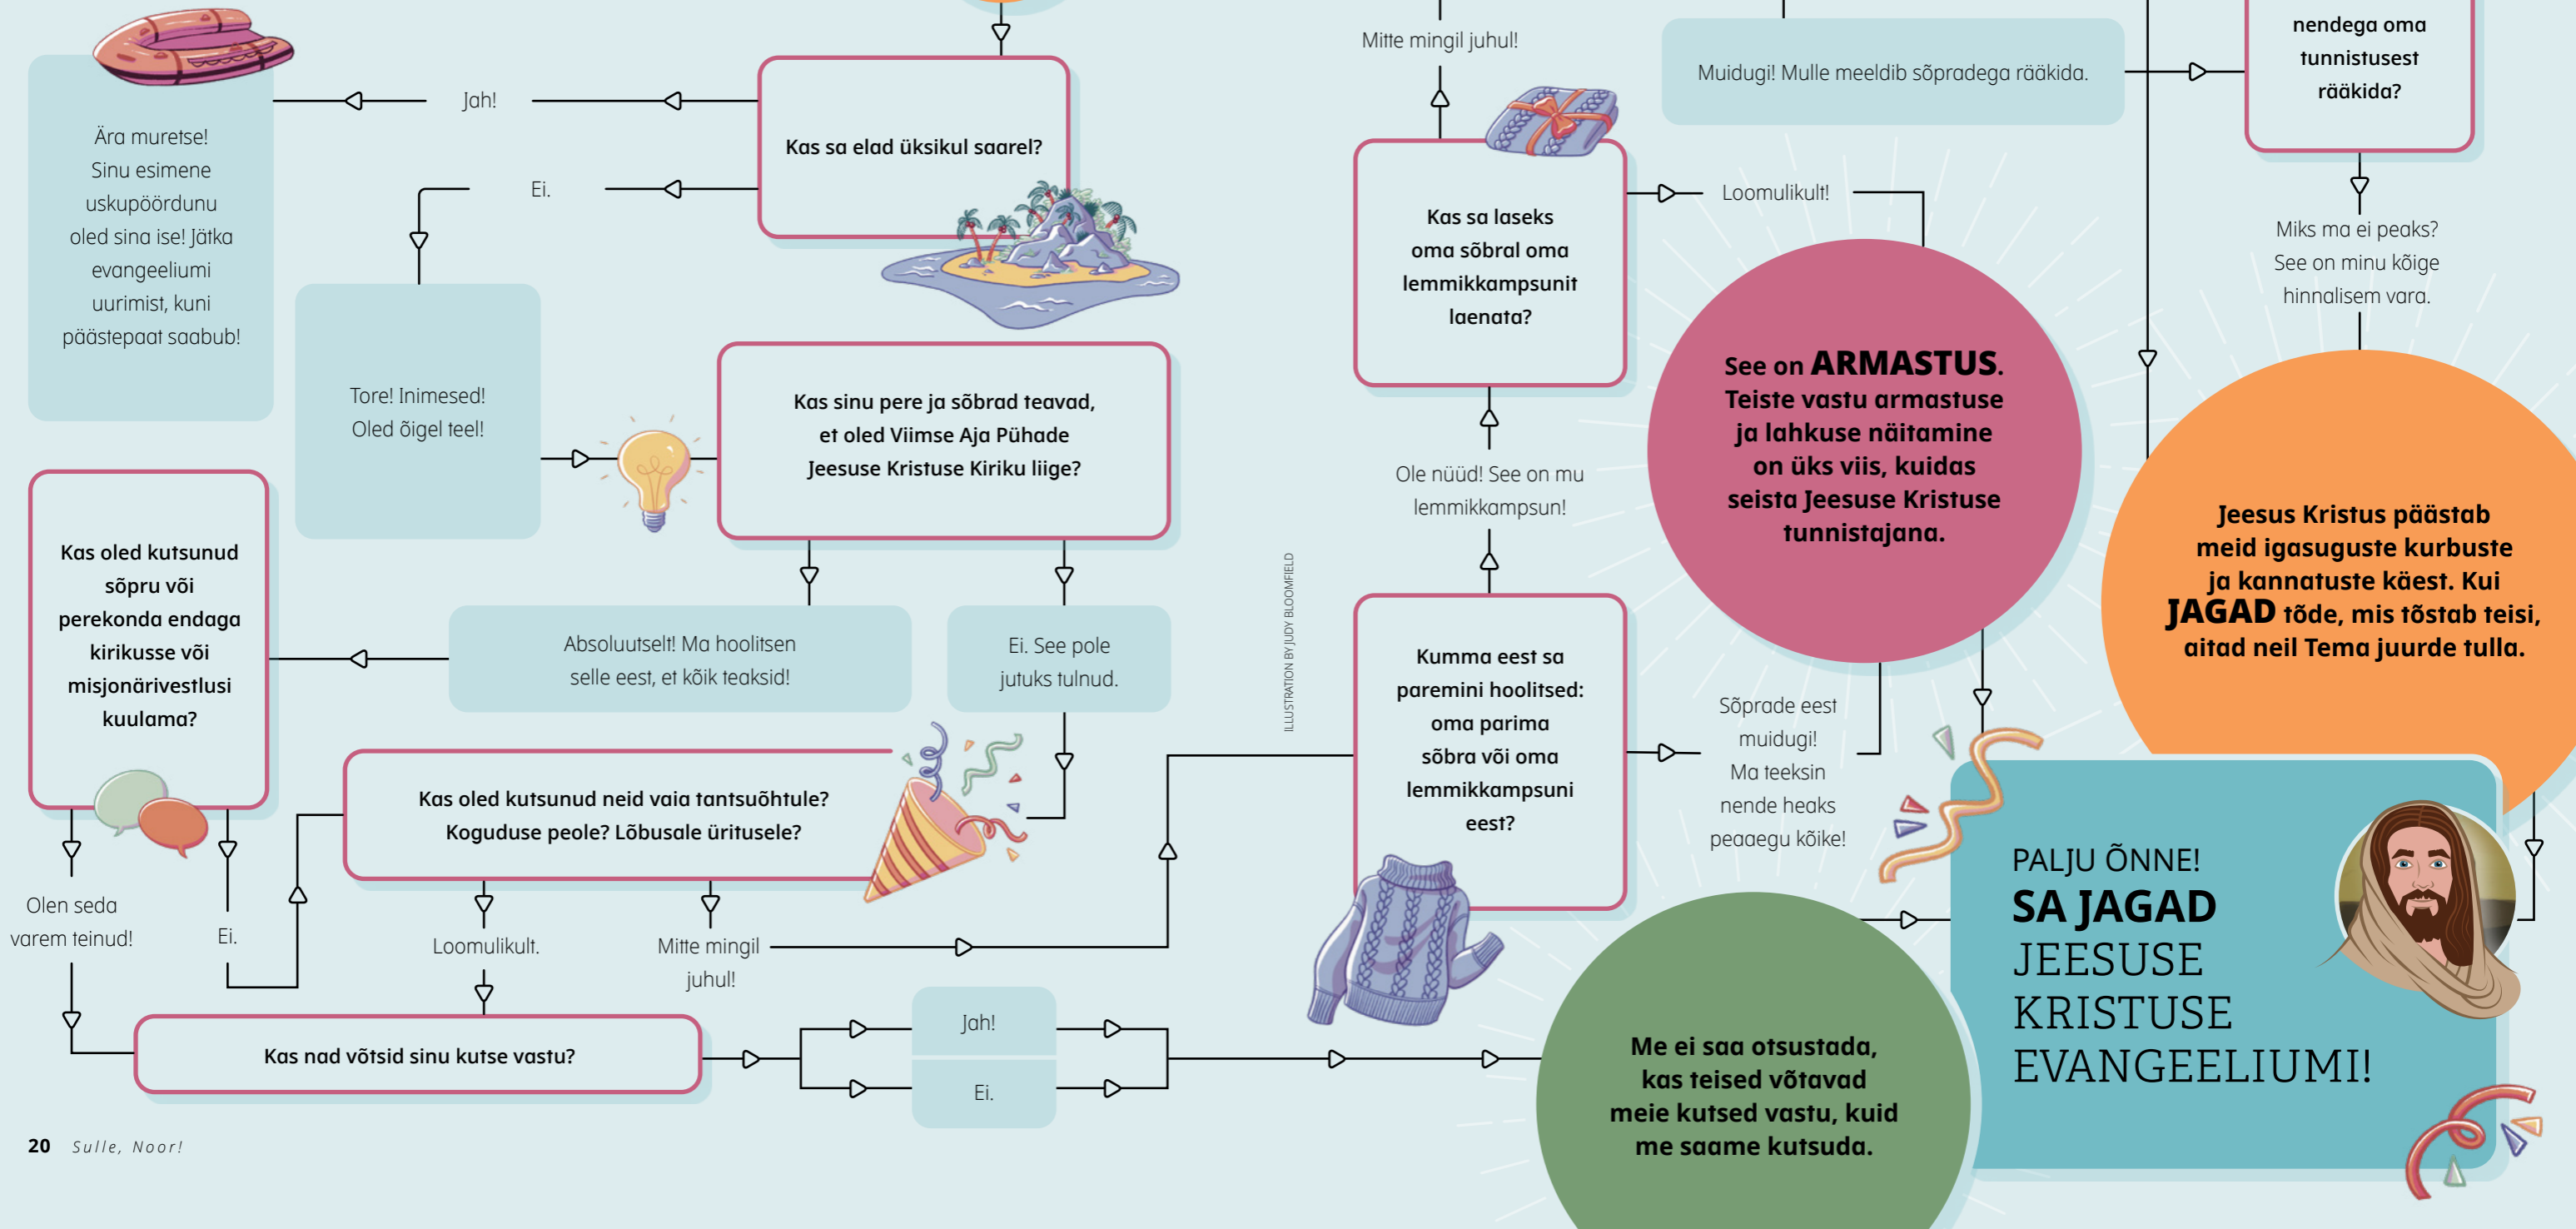 Kas sa elad üksikul saarel?
Jah!
Ära muretse!
Sinu esimene
uskupöördunu
oled sina ise! Jätka
evangeeliumi
uurimist, kuni
päästepaat saabub!
Ei.
Tore! Inimesed!
Oled õigel teel!
Kas sinu pere ja sõbrad teavad,
et oled Viimse Aja Pühade
Jeesuse Kristuse Kiriku liige?
Absoluutselt! Ma hoolitsen
selle eest, et kõik teaksid!
Ei. See pole
jutuks tulnud.
Kas oled kutsunud
sõpru või
perekonda endaga
kirikusse või
misjonärivestlusi
kuulama?
Olen seda
varem teinud!
Ei.
Kas oled kutsunud neid vaia tantsuõhtule?
Koguduse peole? Lõbusale üritusele?
Loomulikult.
Mitte mingil
juhul!
Kas nad võtsid sinu kutse vastu?
Jah!
Ei.
20 Sulle, Noor!
ILLUSTRATION BY JUDY BLOOMFIELD
Mitte mingil juhul!
Kas sa laseks
oma sõbral oma
lemmikkampsunit
laenata?
Loomulikult!
Ole nüüd! See on mu
lemmikkampsun!
Kumma eest sa
paremini hoolitsed:
oma parima
sõbra või oma
lemmikkampsuni
eest?
Sõprade eest
muidugi!
Ma teeksin
nende heaks
peaaegu kõike!
Muidugi! Mulle meeldib sõpradega rääkida.
nendega oma
tunnistusest
rääkida?
Miks ma ei peaks?
See on minu kõige
hinnalisem vara.
See on ARMASTUS.
Teiste vastu armastuse
ja lahkuse näitamine
on üks viis, kuidas
seista Jeesuse Kristuse
tunnistajana.
Jeesus Kristus päästab
meid igasuguste kurbuste
ja kannatuste käest. Kui
JAGAD tõde, mis tõstab teisi,
aitad neil Tema juurde tulla.
Me ei saa otsustada,
kas teised võtavad
meie kutsed vastu, kuid
me saame kutsuda.
PALJU ÕNNE!
SA JAGAD
JEESUSE
KRISTUSE
EVANGEELIUMI!